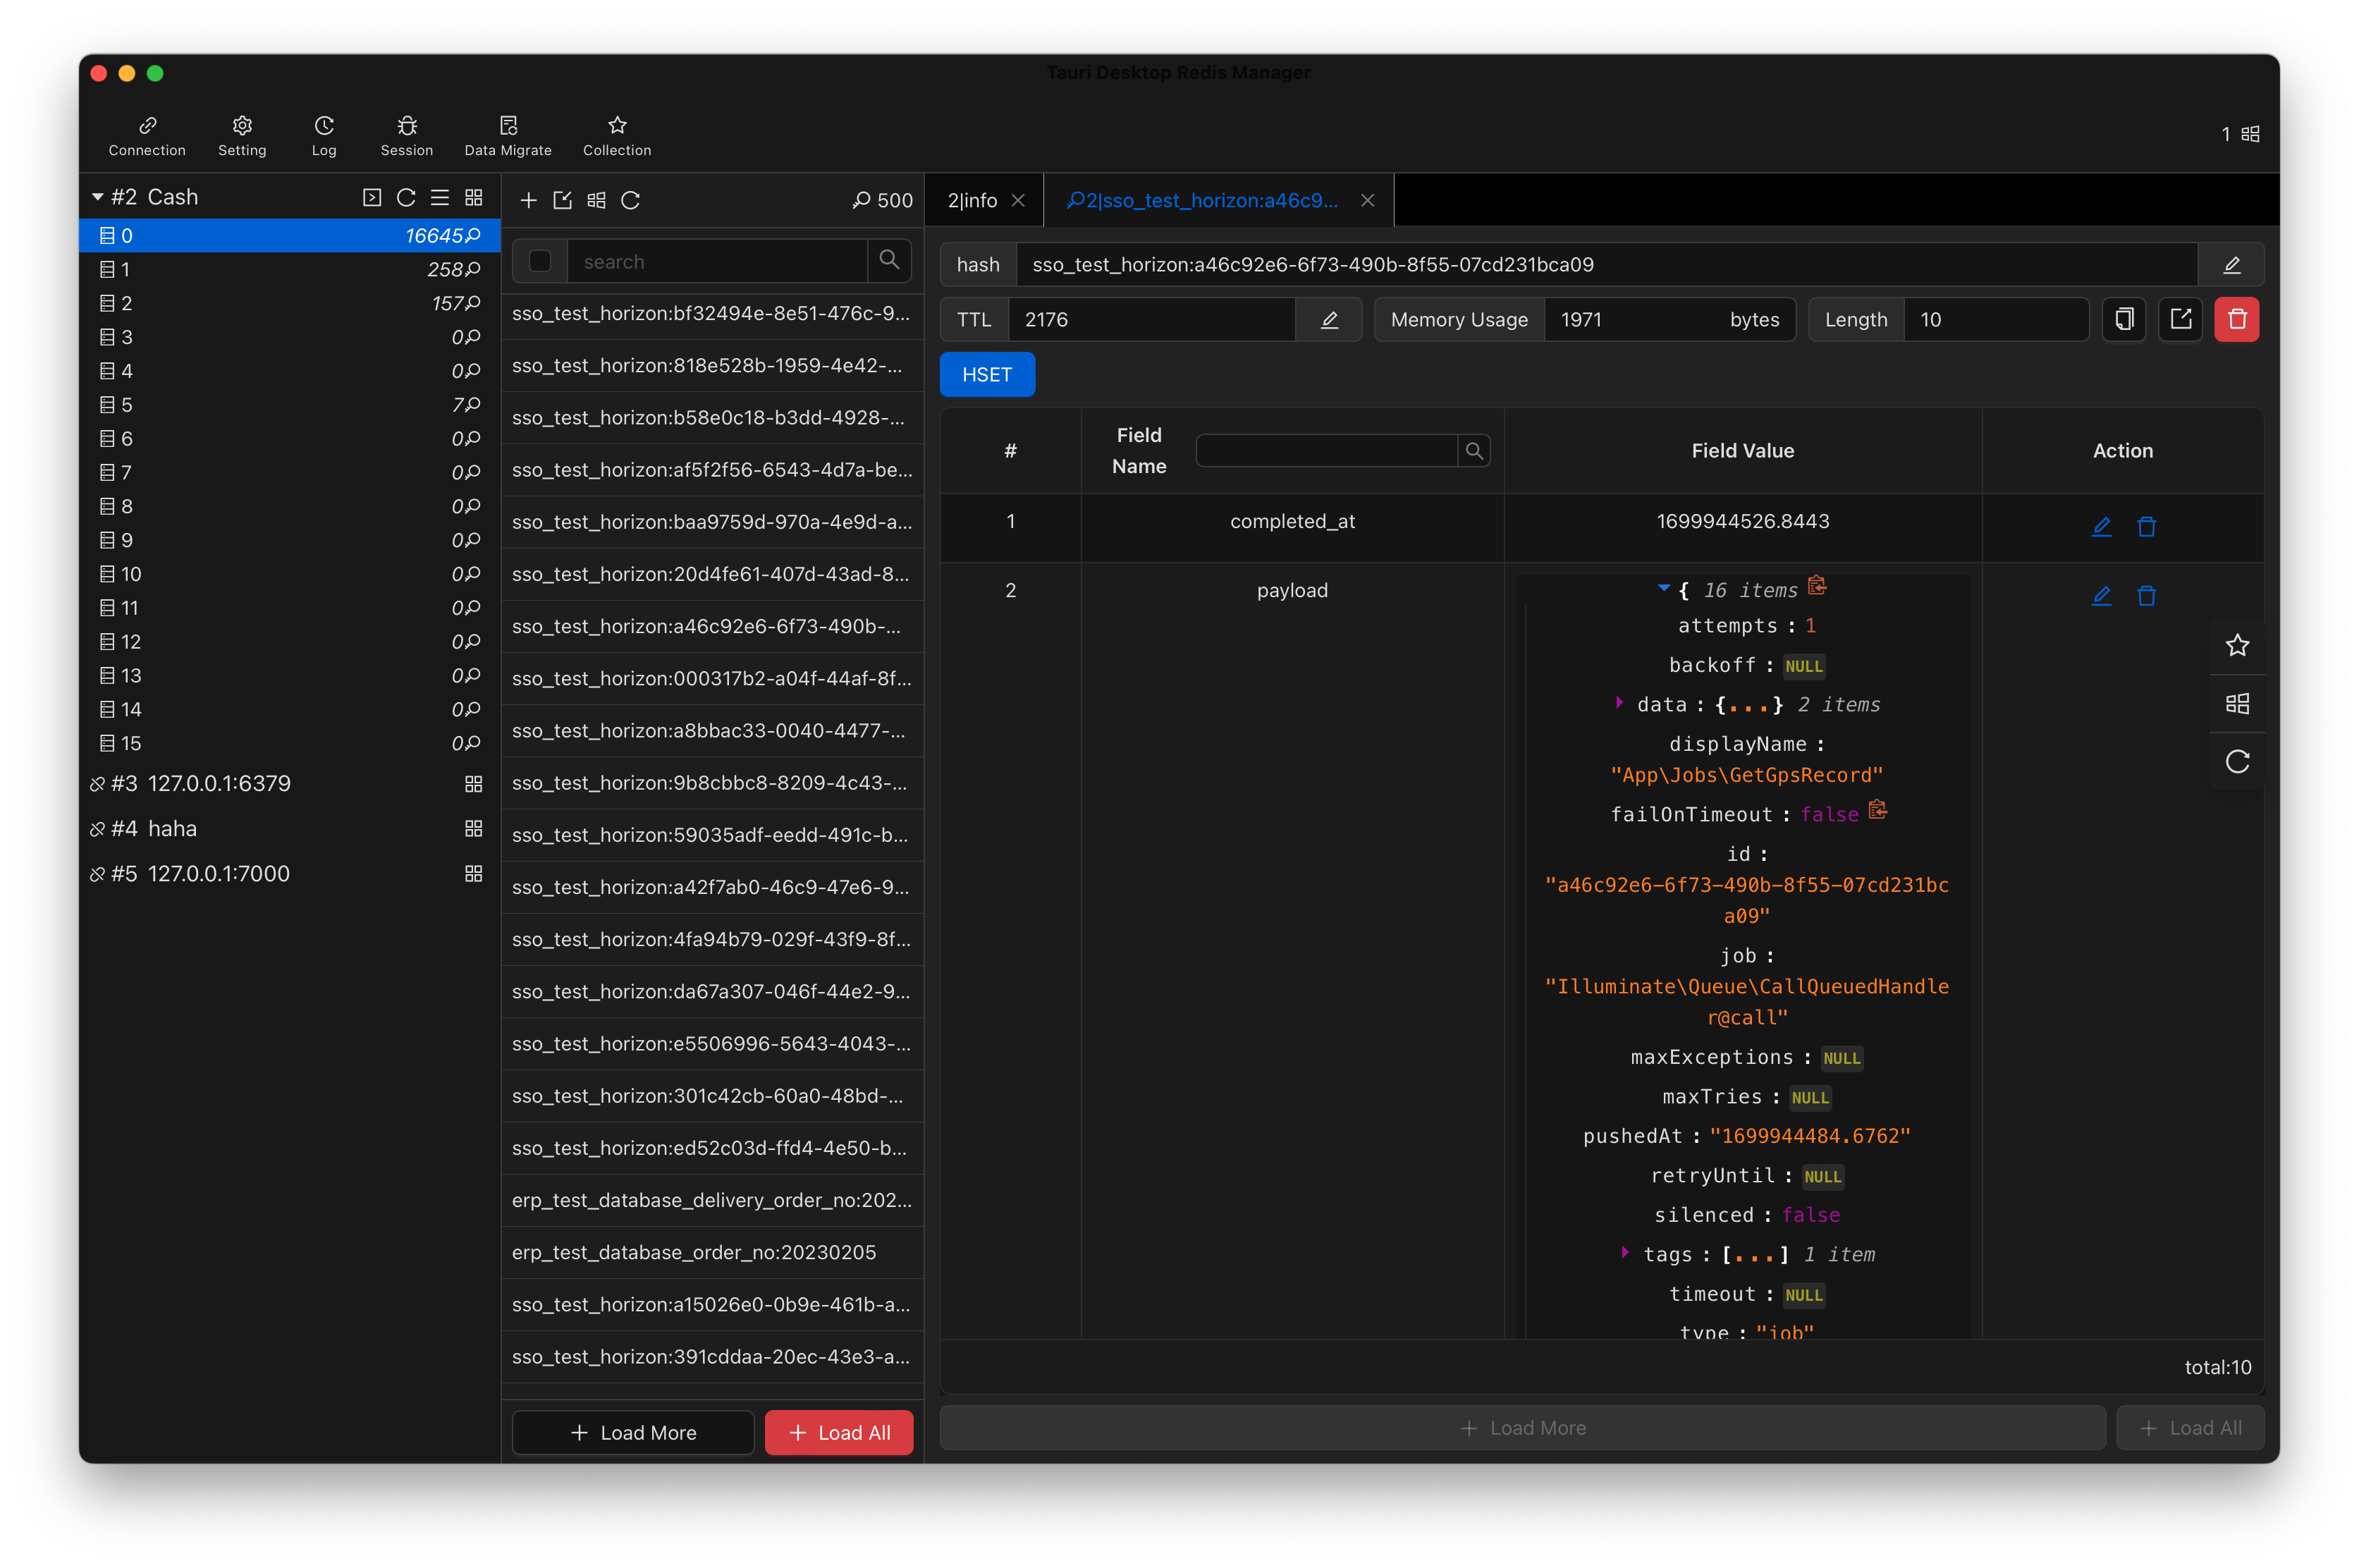 Tauri Desktop Redis Manager
Connection
Setting
Log
Session
Data Migrate
Collection
1
#2 Cash
0 16645
1 258
2 157
3 0
4 0
5 7
6 0
7 0
8 0
9 0
10 0
11 0
12 0
13 0
14 0
15 0
#3 127.0.0.1:6379
#4 haha
#5 127.0.0.1:7000
500
search
sso_test_horizon:bf32494e-8e51-476c-9...
sso_test_horizon:818e528b-1959-4e42-...
sso_test_horizon:b58e0c18-b3dd-4928-...
sso_test_horizon:af5f2f56-6543-4d7a-be...
sso_test_horizon:baa9759d-970a-4e9d-a...
sso_test_horizon:20d4fe61-407d-43ad-8...
sso_test_horizon:a46c92e6-6f73-490b-...
sso_test_horizon:000317b2-a04f-44af-8f...
sso_test_horizon:a8bbac33-0040-4477-...
sso_test_horizon:9b8cbbc8-8209-4c43-...
sso_test_horizon:59035adf-eedd-491c-b...
sso_test_horizon:a42f7ab0-46c9-47e6-9...
sso_test_horizon:4fa94b79-029f-43f9-8f...
sso_test_horizon:da67a307-046f-44e2-9...
sso_test_horizon:e5506996-5643-4043-...
sso_test_horizon:301c42cb-60a0-48bd-...
sso_test_horizon:ed52c03d-ffd4-4e50-b...
erp_test_database_delivery_order_no:202...
erp_test_database_order_no:20230205
sso_test_horizon:a15026e0-0b9e-461b-a...
sso_test_horizon:391cddaa-20ec-43e3-a...
Load More
Load All
2|info
2|sso_test_horizon:a46c9...
hash sso_test_horizon:a46c92e6-6f73-490b-8f55-07cd231bca09
TTL 2176
Memory Usage 1971 bytes
Length 10
HSET
#
Field
Name
Field Value
Action
1 completed_at 1699944526.8443
2 payload
{ 16 items
attempts : 1
backoff : NULL
data : {...} 2 items
displayName :
"App\Jobs\GetGpsRecord"
failOnTimeout : false
id :
"a46c92e6-6f73-490b-8f55-07cd231bc
a09"
job :
"Illuminate\Queue\CallQueuedHandle
r@call"
maxExceptions : NULL
maxTries : NULL
pushedAt : "1699944484.6762"
retryUntil : NULL
silenced : false
tags : [...] 1 item
timeout : NULL
type : "job"
total:10
Load More
Load All